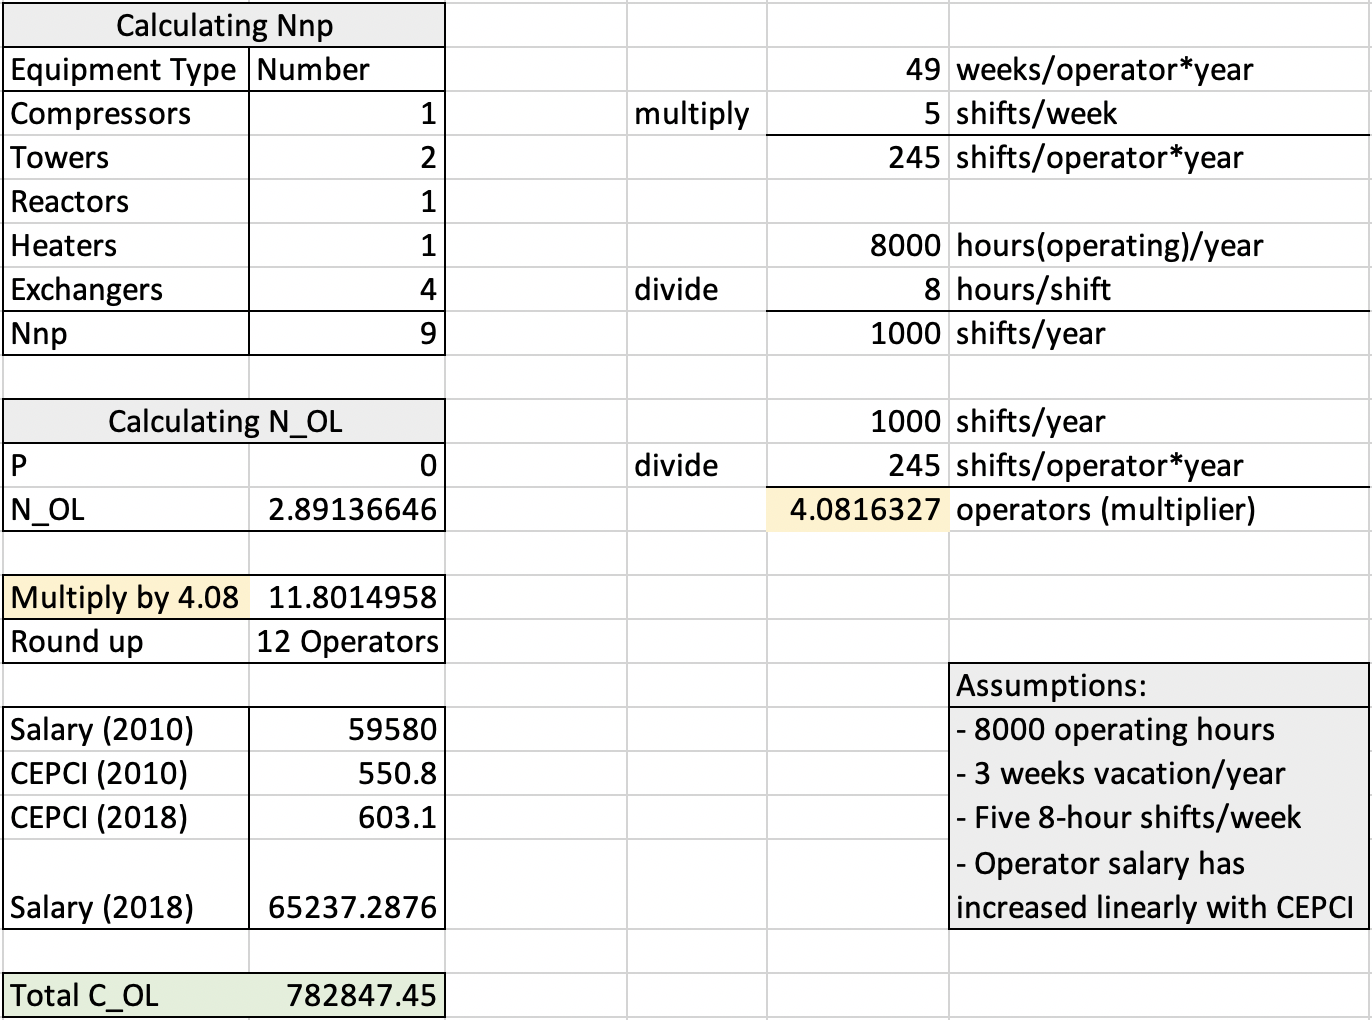 Calculating Nnp
Equipment Type Number
Compressors 1
Towers 2
Reactors 1
Heaters 1
Exchangers 4
Nnp 9
49 weeks/operator*year
multiply 5 shifts/week
245 shifts/operator*year
8000 hours(operating)/year
divide 8 hours/shift
1000 shifts/year
Calculating N_OL
P 0
N_OL 2.89136646
1000 shifts/year
divide 245 shifts/operator*year
4.0816327 operators (multiplier)
Multiply by 4.08 11.8014958
Round up 12 Operators
Salary (2010) 59580
CEPCI (2010) 550.8
CEPCI (2018) 603.1
Salary (2018) 65237.2876
Assumptions:
- 8000 operating hours
- 3 weeks vacation/year
- Five 8-hour shifts/week
- Operator salary has
increased linearly with CEPCI
Total C_OL 782847.45